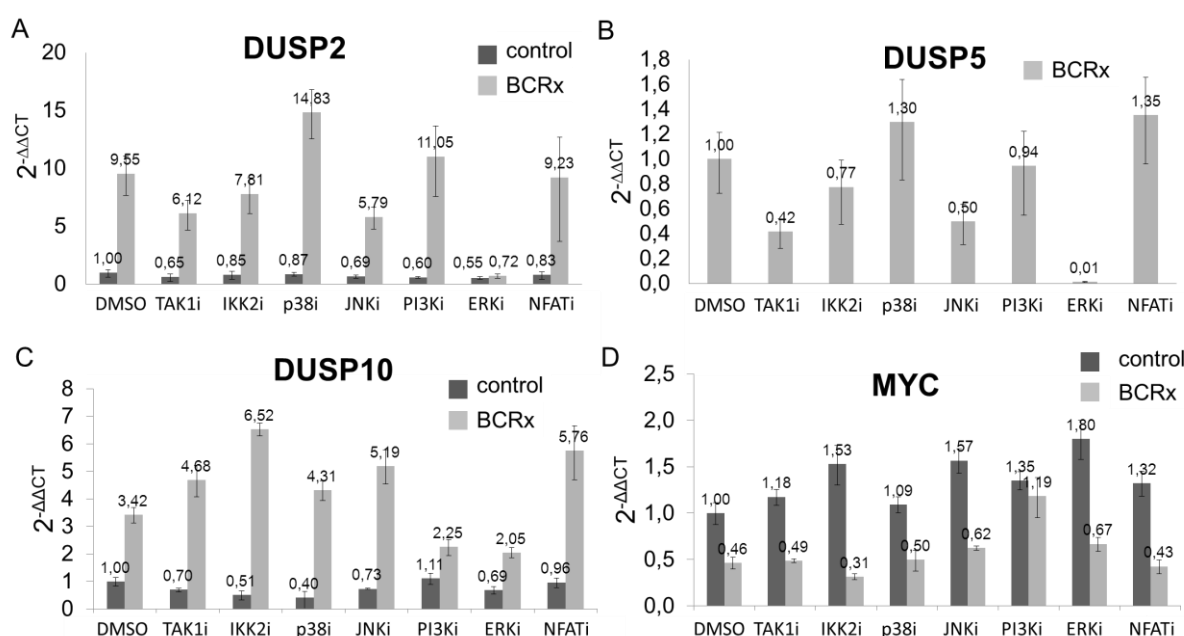 A
DUSP2
control
BCRx
2-ΔΔCT
20
15
10
5
0
1,00 9,55 0,65 6,12 0,85 7,81 0,87 14,83 0,69 5,79 0,60 11,05 0,55 0,72 0,83 9,23
DMSO TAK1i IKK2i p38i JNKi PI3Ki ERKi NFATi
B
DUSP5
BCRx
2-ΔΔCT
1,8
1,6
1,4
1,2
1,0
0,8
0,6
0,4
0,2
0,0
1,00 0,42 0,77 1,30 0,50 0,94 0,01 1,35
DMSO TAK1i IKK2i p38i JNKi PI3Ki ERKi NFATi
C
DUSP10
control
BCRx
2-ΔΔCT
8
7
6
5
4
3
2
1
0
1,00 3,42 0,70 4,68 0,51 6,52 0,40 4,31 0,73 5,19 1,11 2,25 0,69 2,05 0,96 5,76
DMSO TAK1i IKK2i p38i JNKi PI3Ki ERKi NFATi
D
MYC
control
BCRx
2-ΔΔCT
2,5
2,0
1,5
1,0
0,5
0,0
1,00 0,46 1,18 0,49 1,53 0,31 1,09 0,50 1,57 0,62 1,35 1,19 1,80 0,67 1,32 0,43
DMSO TAK1i IKK2i p38i JNKi PI3Ki ERKi NFATi